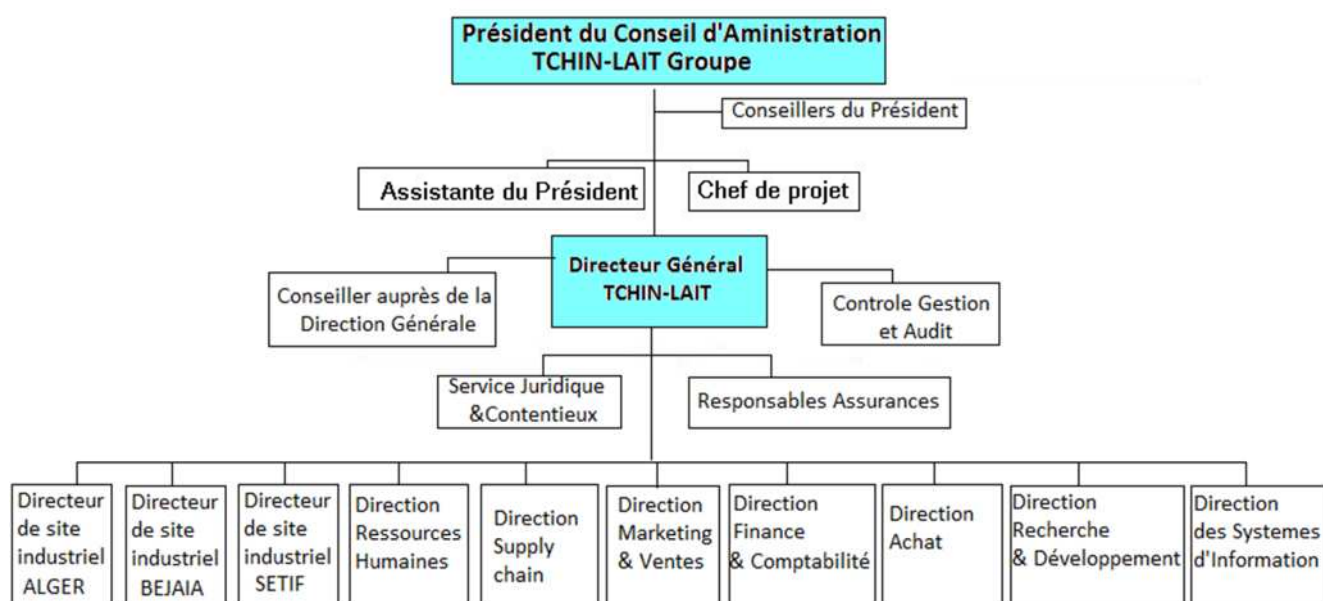 Président du Conseil d'Aministration
TCHIN-LAIT Groupe
Conseillers du Président
Assistante du Président
Chef de projet
Directeur Général
TCHIN-LAIT
Conseiller auprès de la
Direction Générale
Controle Gestion
et Audit
Service Juridique
&Contentieux
Responsables Assurances
Directeur
de site
industriel
ALGER
Directeur
de site
industriel
BEJAIA
Directeur
de site
industriel
SETIF
Direction
Ressources
Humaines
Direction
Supply
chain
Direction
Marketing
& Ventes
Direction
Finance
& Comptabilité
Direction
Achat
Direction
Recherche
& Développement
Direction
des Systemes
d'Information